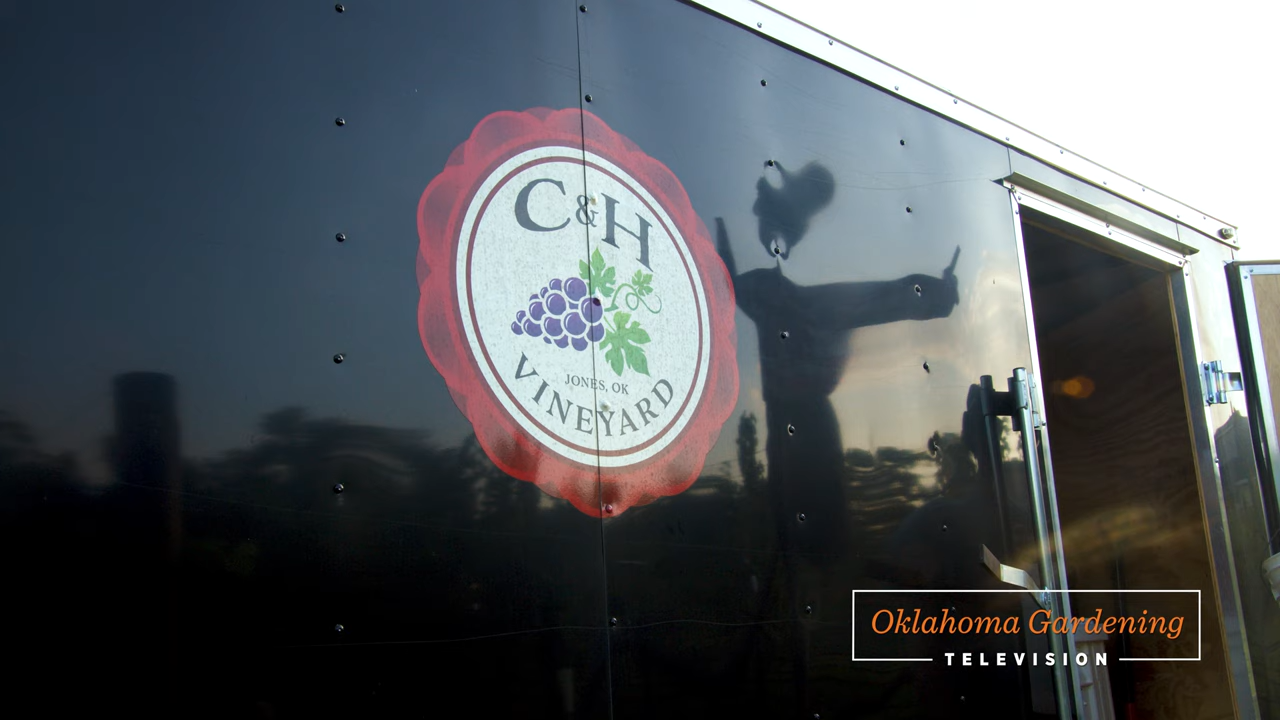 C&H
JONES, OK
VINEYARD
Oklahoma Gardening
TELEVISION